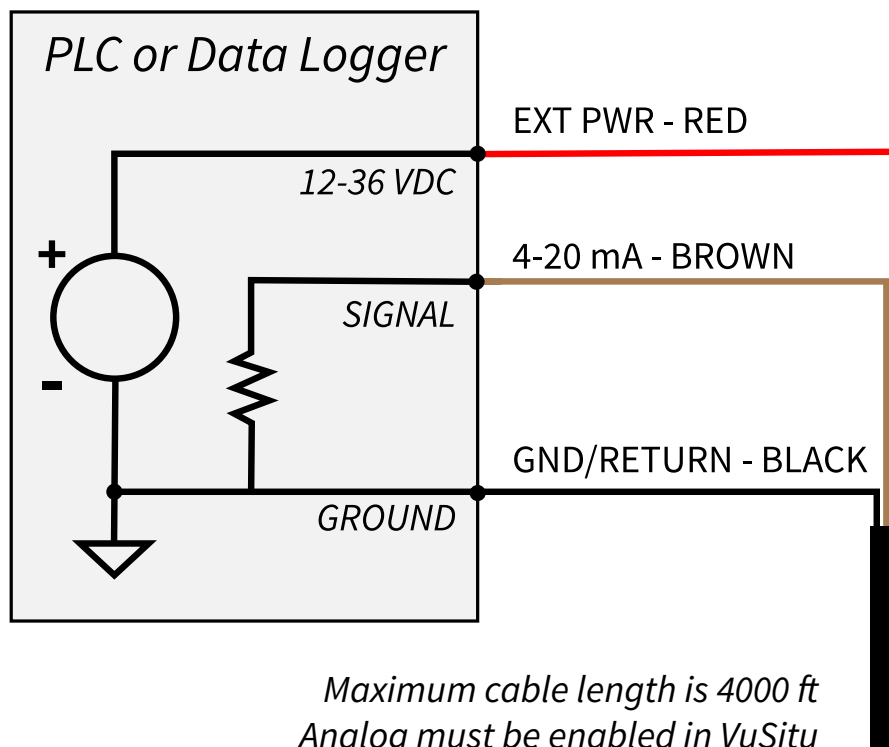 PLC or Data Logger
EXT PWR - RED
12-36 VDC
+
4-20 mA - BROWN
SIGNAL
-
GND/RETURN - BLACK
GROUND
Maximum cable length is 4000 ft
Analog must be enabled in VuSitu